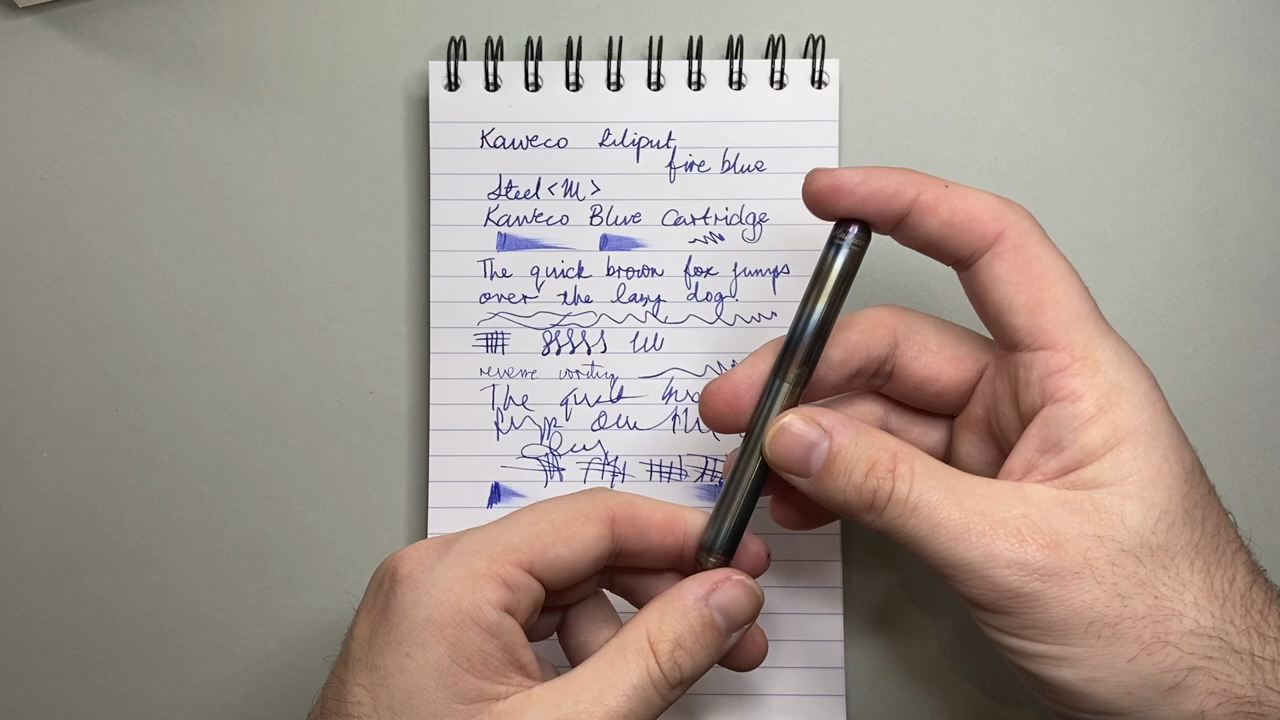 Kaweco Liliput
fire blue
Steel <M>
Kaweco Blue Cartridge
The quick brown fox jumps
over the lazy dog.
reverse writing
The quick